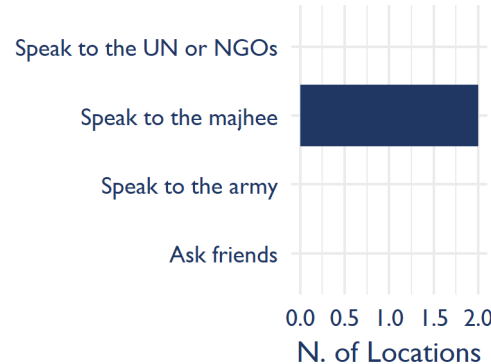 Speak to the UN or NGOs
Speak to the majhee
Speak to the army
Ask friends
0.0 0.5 1.0 1.5 2.0
N. of Locations